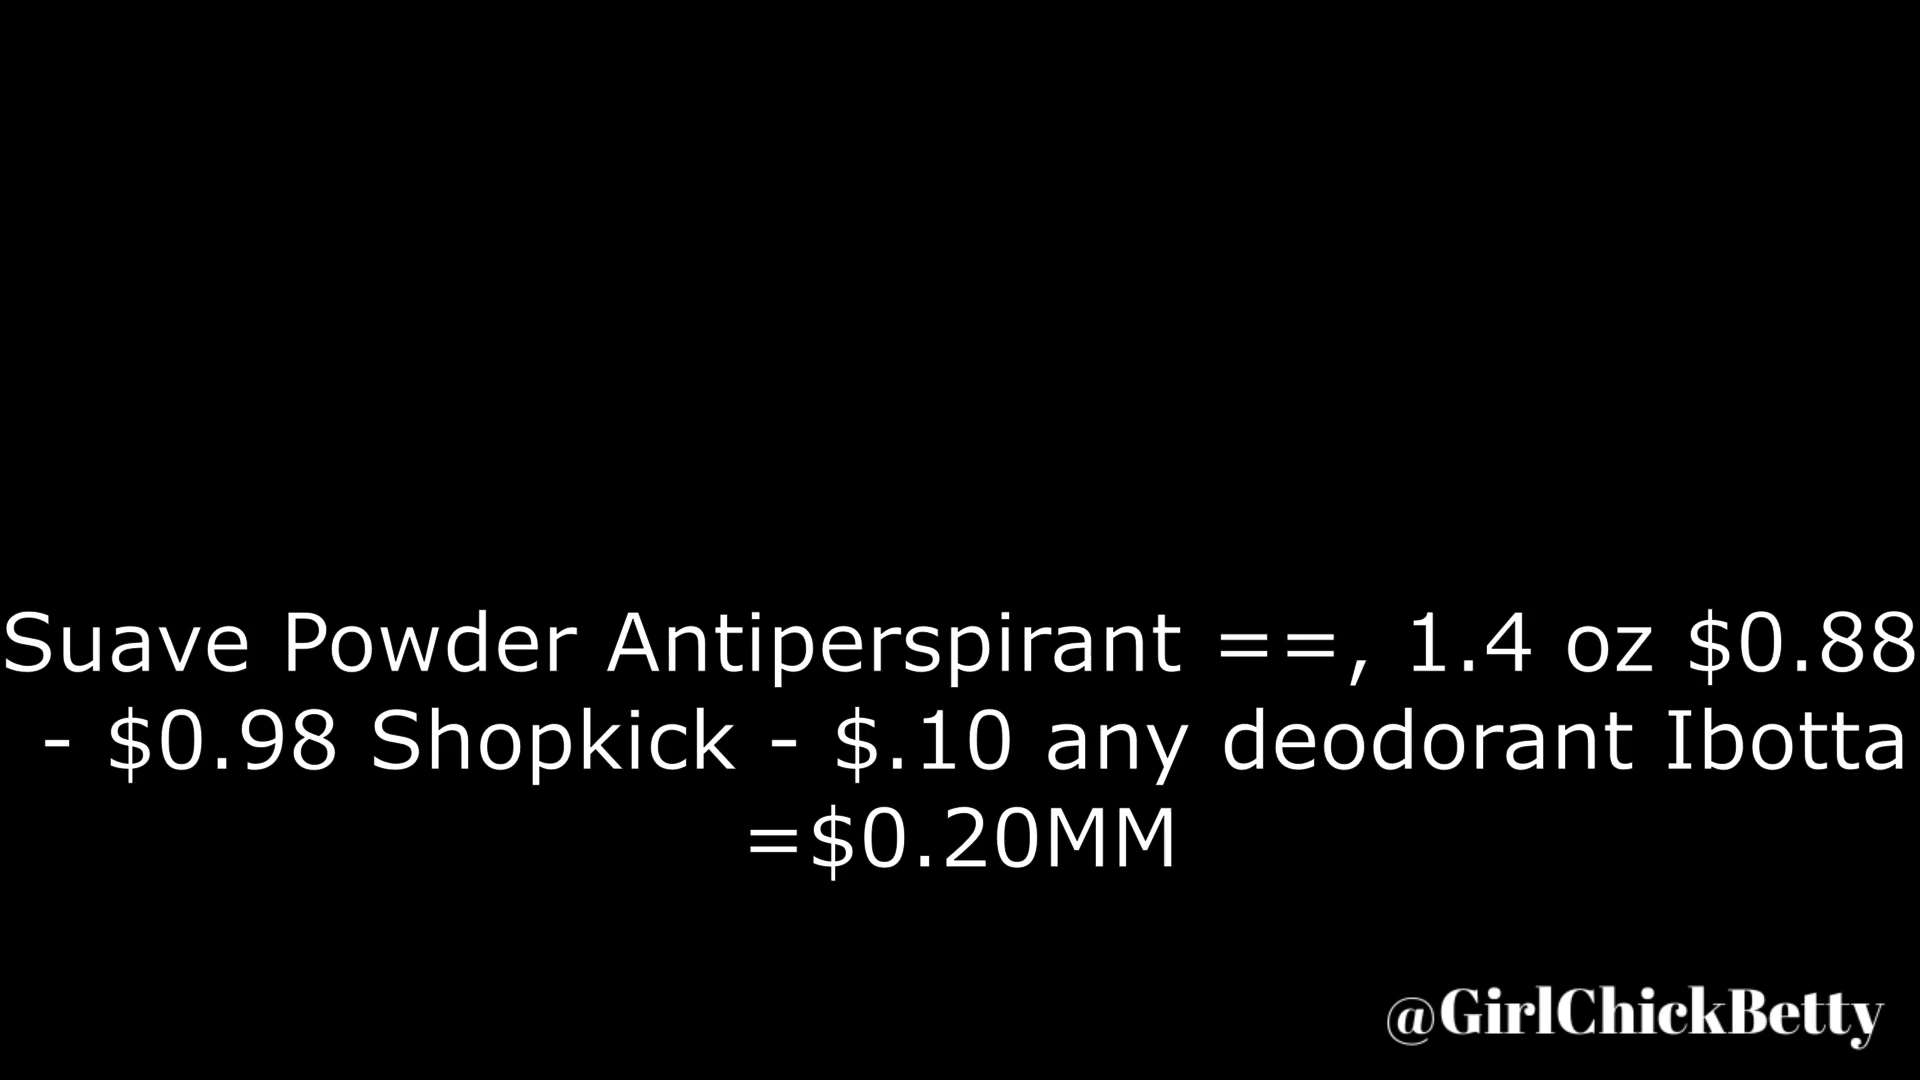 Suave Powder Antiperspirant ==, 1.4 oz $0.88
- $0.98 Shopkick - $.10 any deodorant Ibotta
=$0.20MM
@GirlChickBetty